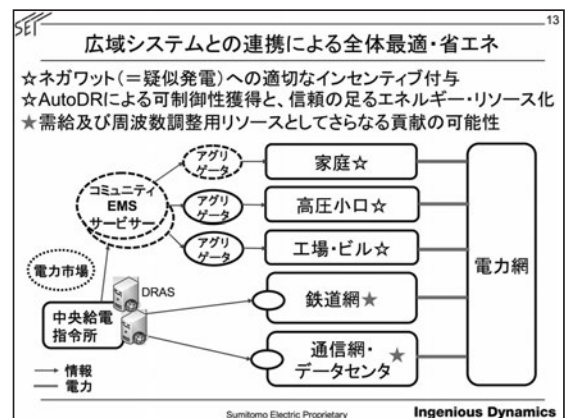 SEI
13
広域システムとの連携による全体最適・省エネ
☆ネガワット（＝疑似発電）への適切なインセンティブ付与
☆AutoDRによる可制御性獲得と、信頼の足るエネルギー・リソース化
★需給及び周波数調整用リソースとしてさらなる貢献の可能性
アグリ
ゲータ
家庭☆
コミュニティ
EMS
サービサー
アグリ
ゲータ
高圧小口☆
アグリ
ゲータ
工場・ビル☆
電力網
電力市場
DRAS
鉄道網★
中央給電
指令所
通信網・
データセンタ★
情報
電力
Sumitomo Electric Proprietary
Ingenious Dynamics